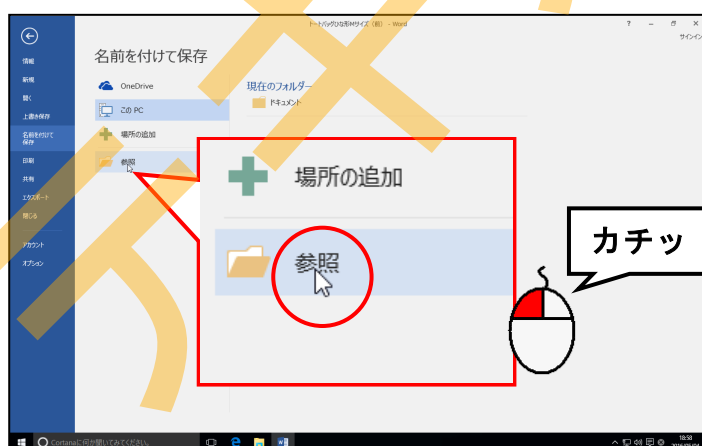 トートバッグひな形Mサイズ（縦） - Word
サインイン
情報
新規
開く
上書き保存
名前を付けて
保存
印刷
共有
エクスポート
閉じる
アカウント
オプション
名前を付けて保存
OneDrive
この PC
場所の追加
参照
現在のフォルダー
ドキュメント
場所の追加
参照
カチッ
Cortanaに何か聞いてみてください。
18:58